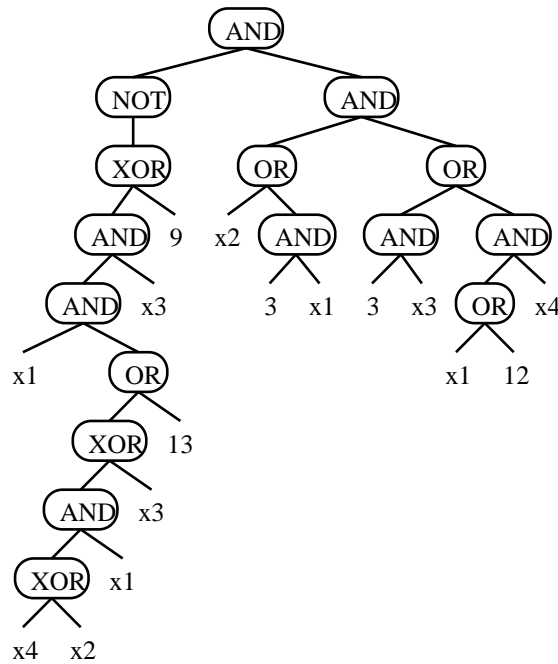 AND
NOT AND
XOR OR OR
AND 9 x2 AND AND AND
AND x3 3 x1 3 x3 OR x4
x1 OR x1 12
XOR 13
AND x3
XOR x1
x4 x2